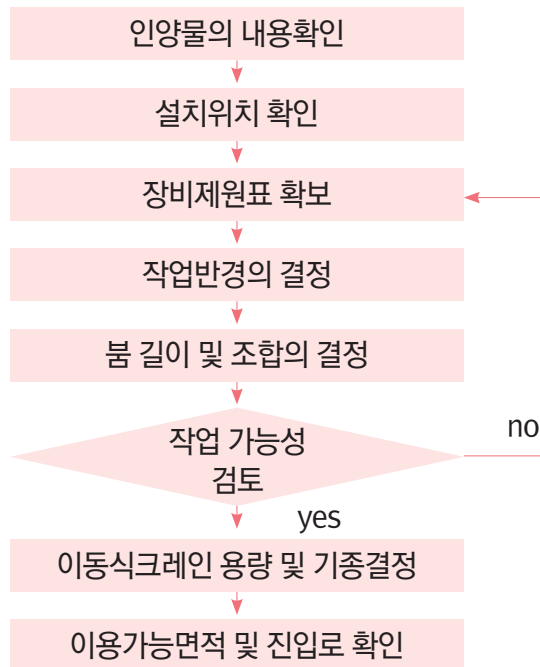 인양물의 내용확인
설치위치 확인
장비제원표 확보
작업반경의 결정
붐 길이 및 조합의 결정
작업 가능성
검토
no
yes
이동식크레인 용량 및 기종결정
이용가능면적 및 진입로 확인